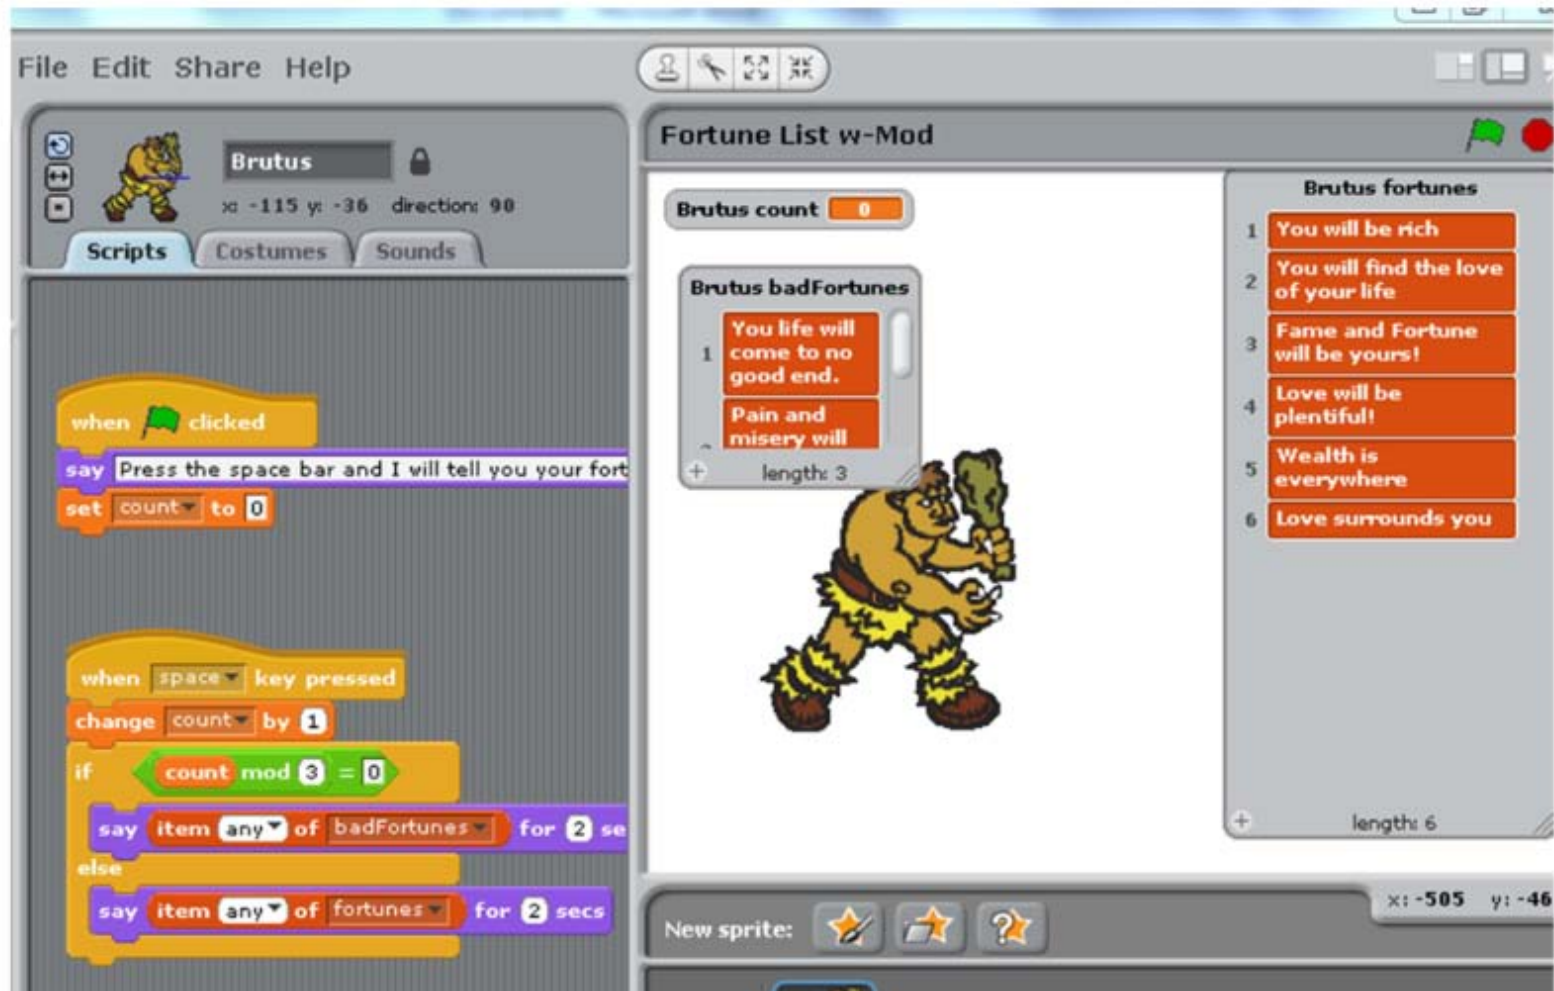 File Edit Share Help
Brutus
x: -115 y: -36 direction: 90
Scripts Costumes Sounds
when clicked
say Press the space bar and I will tell you your fort
set count to 0
when space key pressed
change count by 1
if count mod 3 = 0
say item any of badFortunes for 2 se
else
say item any of fortunes for 2 secs
Fortune List w-Mod
Brutus count 0
Brutus badFortunes
1 You life will
come to no
good end.
Pain and
misery will
+ length: 3
Brutus fortunes
1 You will be rich
2 You will find the love
of your life
3 Fame and Fortune
will be yours!
4 Love will be
plentiful!
5 Wealth is
everywhere
6 Love surrounds you
+ length: 6
x: -505 y: -46
New sprite: